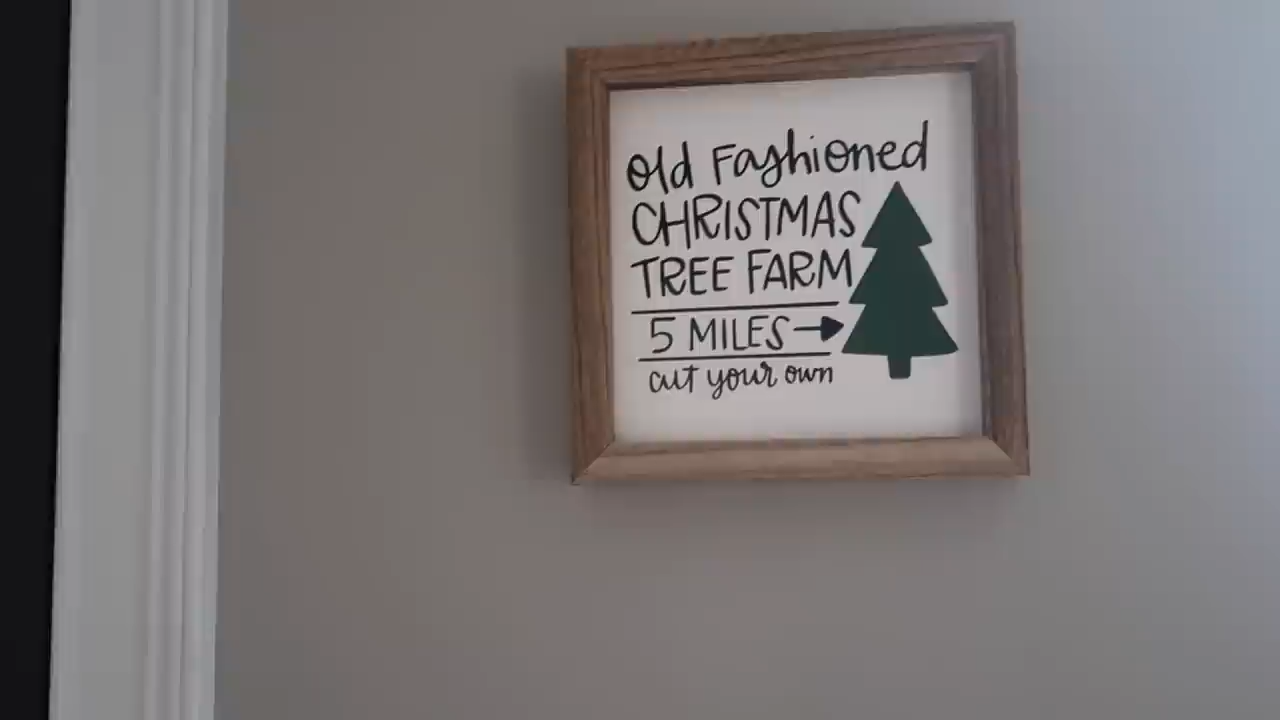 Old Fashioned
CHRISTMAS
TREE FARM
5 MILES
cut your own